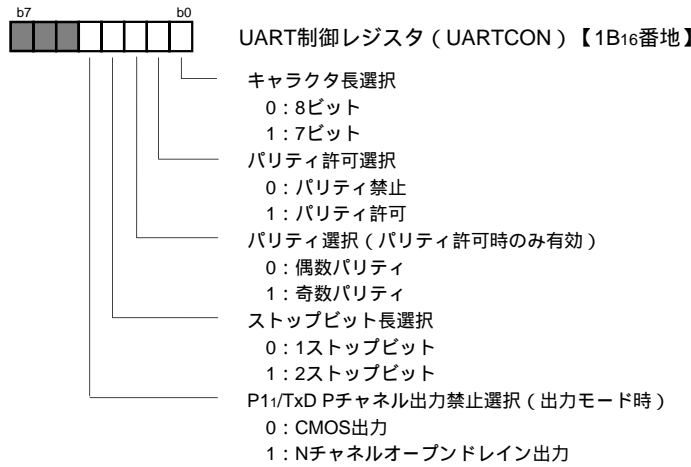 b7 b0
UART制御レジスタ（UARTCON）【1B16番地】
キャラクタ長選択
0：8ビット
1：7ビット
パリティ許可選択
0：パリティ禁止
1：パリティ許可
パリティ選択（パリティ許可時のみ有効）
0：偶数パリティ
1：奇数パリティ
ストップビット長選択
0：1ストップビット
1：2ストップビット
P11/TxD Pチャネル出力禁止選択（出力モード時）
0：CMOS出力
1：Nチャネルオープンドレイン出力